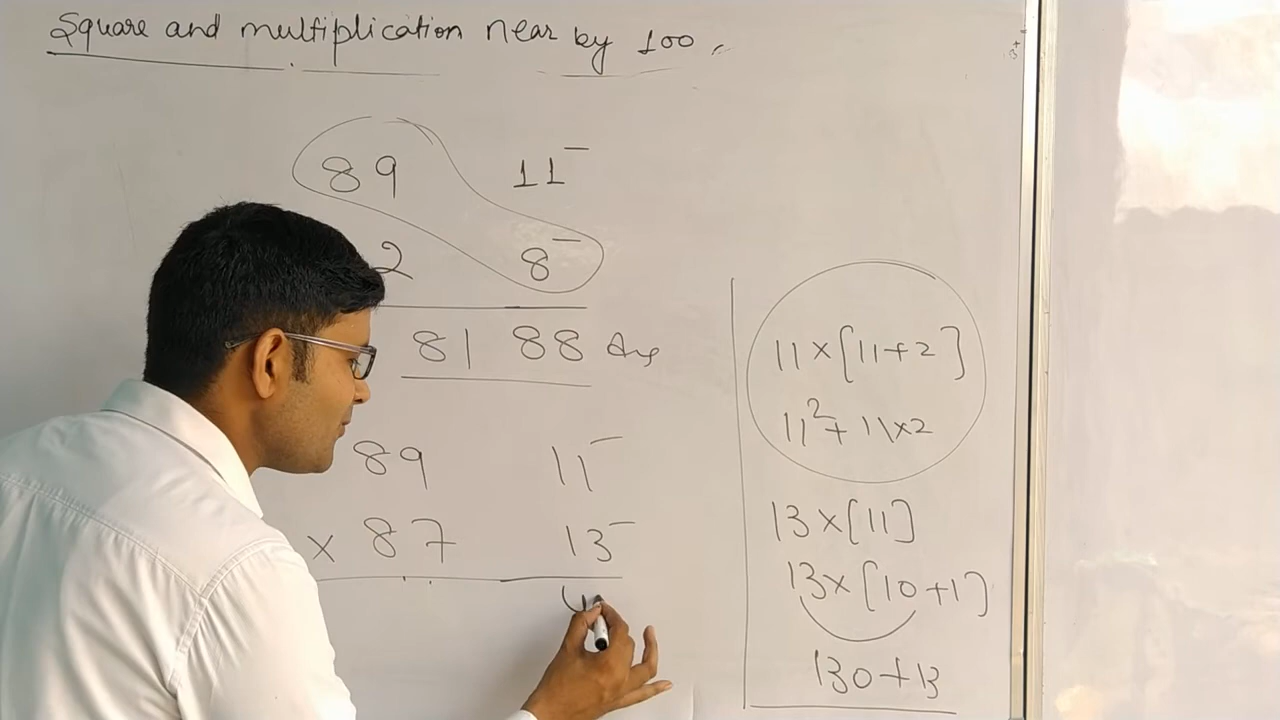 Square and multiplication near by 100,
89 11⁻
2 8⁻
81 88 Ans
89 11⁻
× 87 13⁻
11×[11+2]
11²+11×2
13×[11]
13×[10+1]
130+13